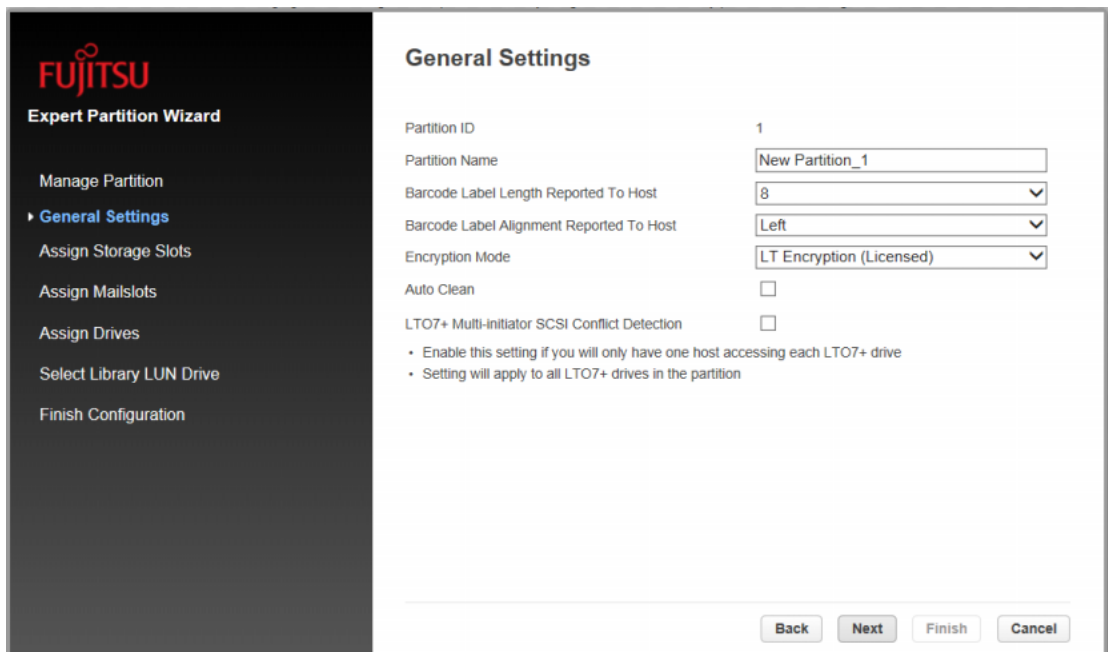 FUJITSU
Expert Partition Wizard
Manage Partition
General Settings
Assign Storage Slots
Assign Mailslots
Assign Drives
Select Library LUN Drive
Finish Configuration
General Settings
Partition ID 1
Partition Name New Partition_1
Barcode Label Length Reported To Host 8
Barcode Label Alignment Reported To Host Left
Encryption Mode LT Encryption (Licensed)
Auto Clean
LTO7+ Multi-initiator SCSI Conflict Detection
• Enable this setting if you will only have one host accessing each LTO7+ drive
• Setting will apply to all LTO7+ drives in the partition
Back Next Finish Cancel